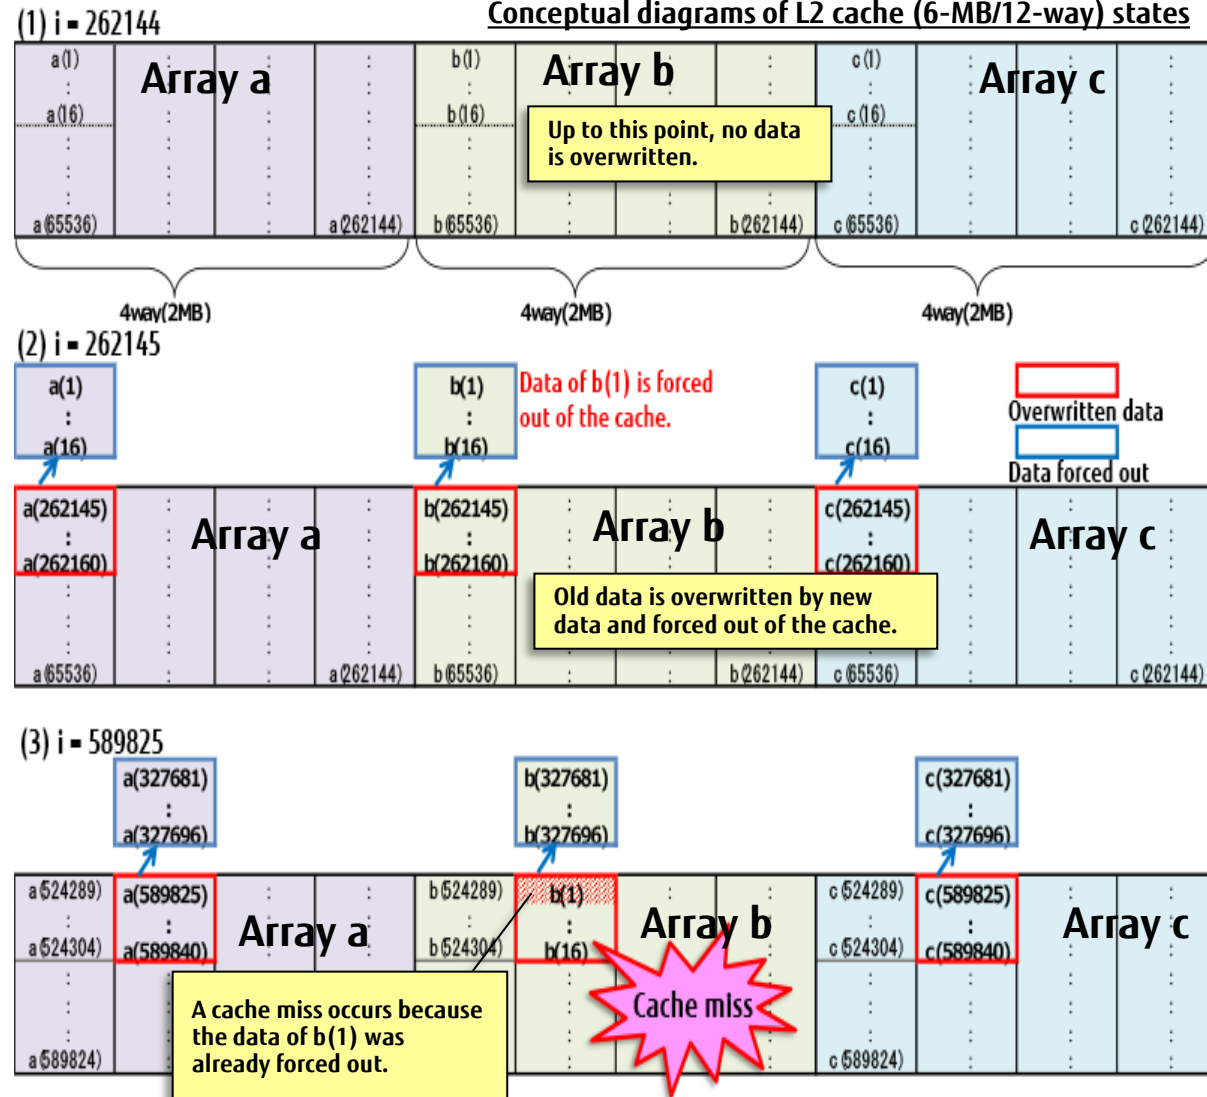 Conceptual diagrams of L2 cache (6-MB/12-way) states
(1) i = 262144
a(1) : : : b(1) : : : c(1) : : :
Array a Array b Array c
: : :
a(16) b(16) c(16)
Up to this point, no data
is overwritten.
: : : : : : : : : : : :
a(65536) : : a(262144) b(65536) : : b(262144) c(65536) : : c(262144)
4way(2MB) 4way(2MB) 4way(2MB)
(2) i = 262145
a(1) b(1) c(1)
: : :
a(16) b(16) c(16)
Data of b(1) is forced
out of the cache.
Overwritten data
Data forced out
a(262145) b(262145) c(262145)
: : :
Array a Array b Array c
a(262160) b(262160) c(262160)
Old data is overwritten by new
data and forced out of the cache.
a(65536) : : a(262144) b(65536) : : b(262144) c(65536) : : c(262144)
(3) i = 589825
a(327681) b(327681) c(327681)
: : :
a(327696) b(327696) c(327696)
a(524289) a(589825) b(524289) b(1) c(524289) c(589825)
: : : : : :
Array a Array b Array c
a(524304) a(589840) b(524304) b(16) c(524304) c(589840)
A cache miss occurs because
the data of b(1) was
already forced out.
Cache miss
a(589824) c(589824)